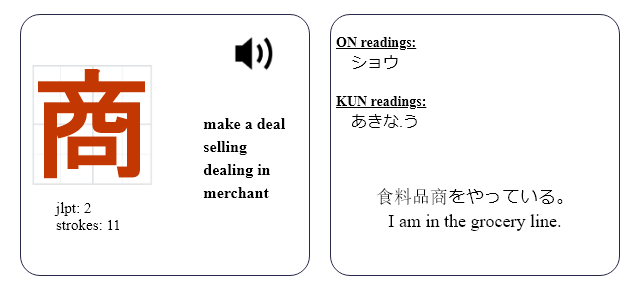 商
make a deal
selling
dealing in
merchant
jlpt: 2
strokes: 11
ON readings:
ショウ
KUN readings:
あきな.う
食料品商をやっている。
I am in the grocery line.